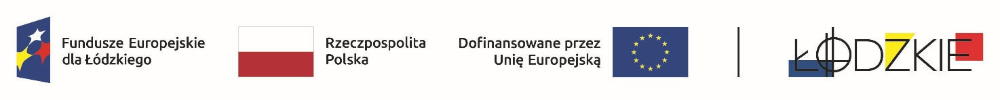 Fundusze Europejskie
dla Łódzkiego
Rzeczpospolita
Polska
Dofinansowane przez
Unię Europejską
ŁÓDZKIE